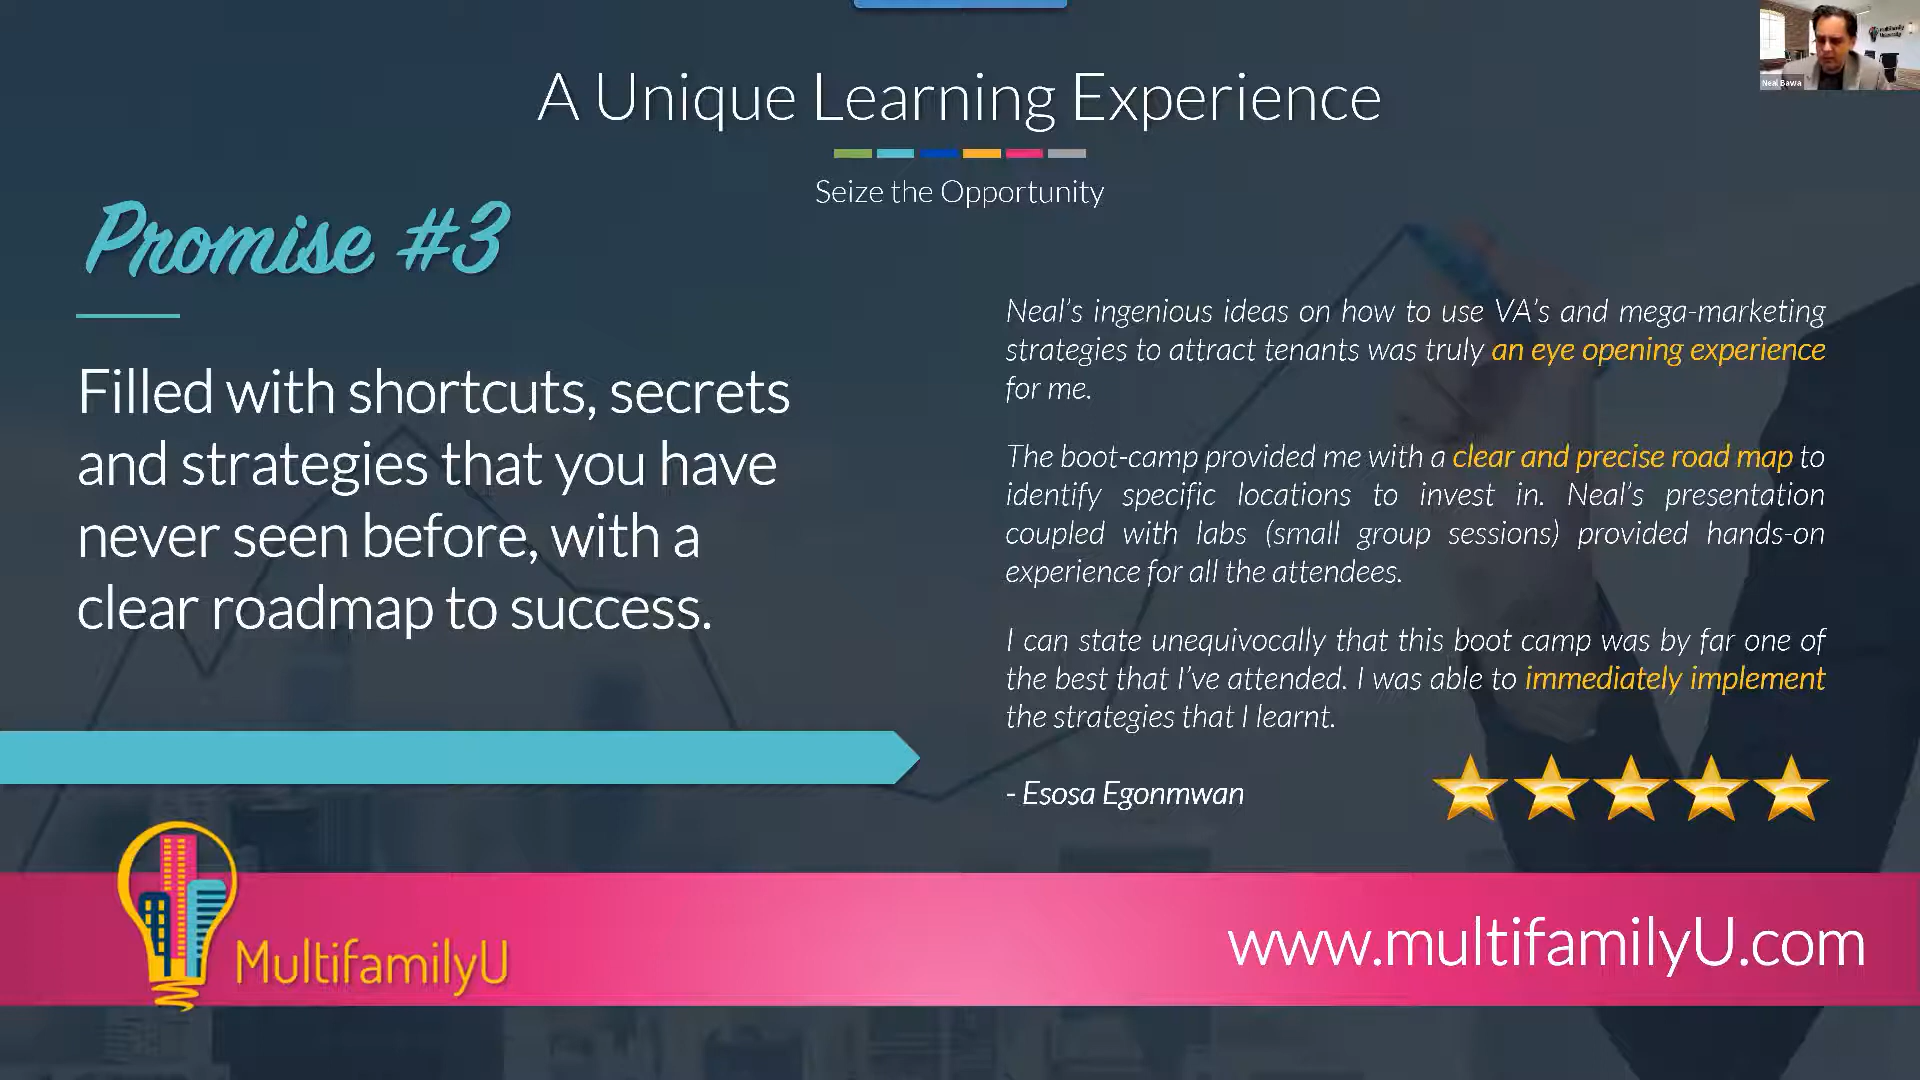 A Unique Learning Experience
Seize the Opportunity
Neal Bawa
Multifamily
University
Promise #3
Filled with shortcuts, secrets
and strategies that you have
never seen before, with a
clear roadmap to success.
Neal's ingenious ideas on how to use VA's and mega-marketing
strategies to attract tenants was truly an eye opening experience
for me.
The boot-camp provided me with a clear and precise road map to
identify specific locations to invest in. Neal's presentation
coupled with labs (small group sessions) provided hands-on
experience for all the attendees.
I can state unequivocally that this boot camp was by far one of
the best that I've attended. I was able to immediately implement
the strategies that I learnt.
- Esosa Egonmwan
MultifamilyU
www.multifamilyU.com